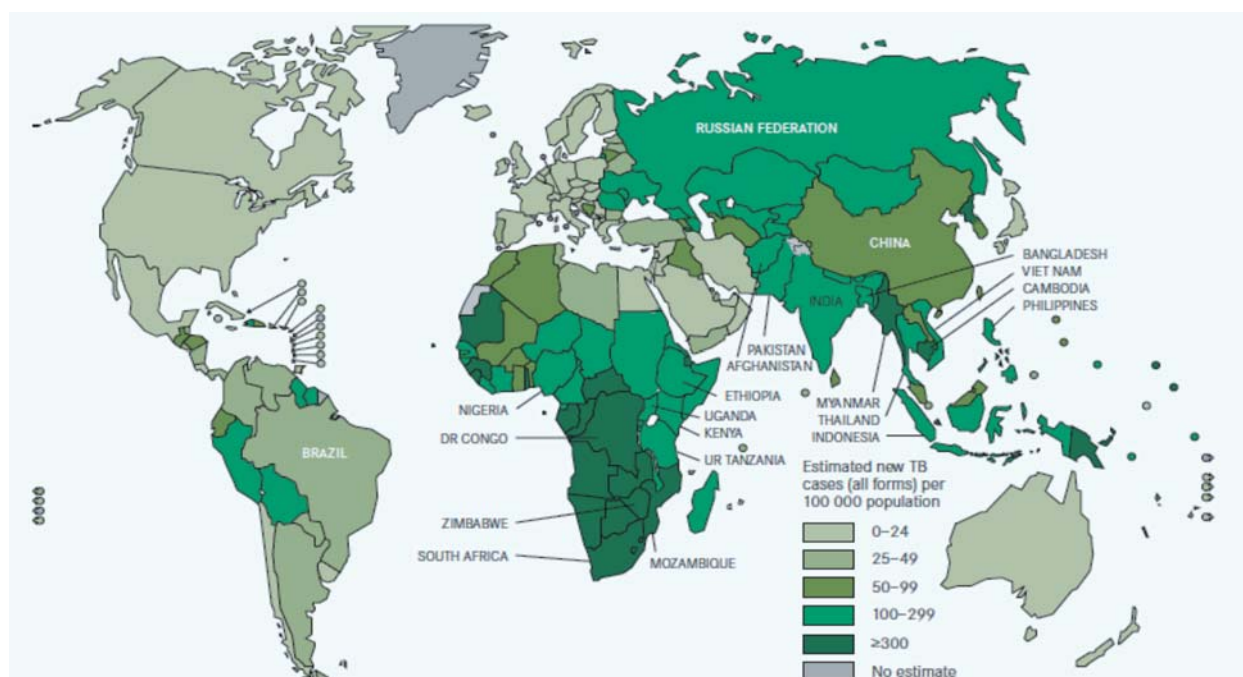 RUSSIAN FEDERATION
CHINA
BANGLADESH
VIET NAM
CAMBODIA
PHILIPPINES
INDIA
PAKISTAN
AFGHANISTAN
ETHIOPIA
UGANDA
KENYA
UR TANZANIA
NIGERIA
DR CONGO
BRAZIL
ZIMBABWE
SOUTH AFRICA
MOZAMBIQUE
MYANMAR
THAILAND
INDONESIA
Estimated new TB
cases (all forms) per
100 000 population
0–24
25–49
50–99
100–299
≥300
No estimate